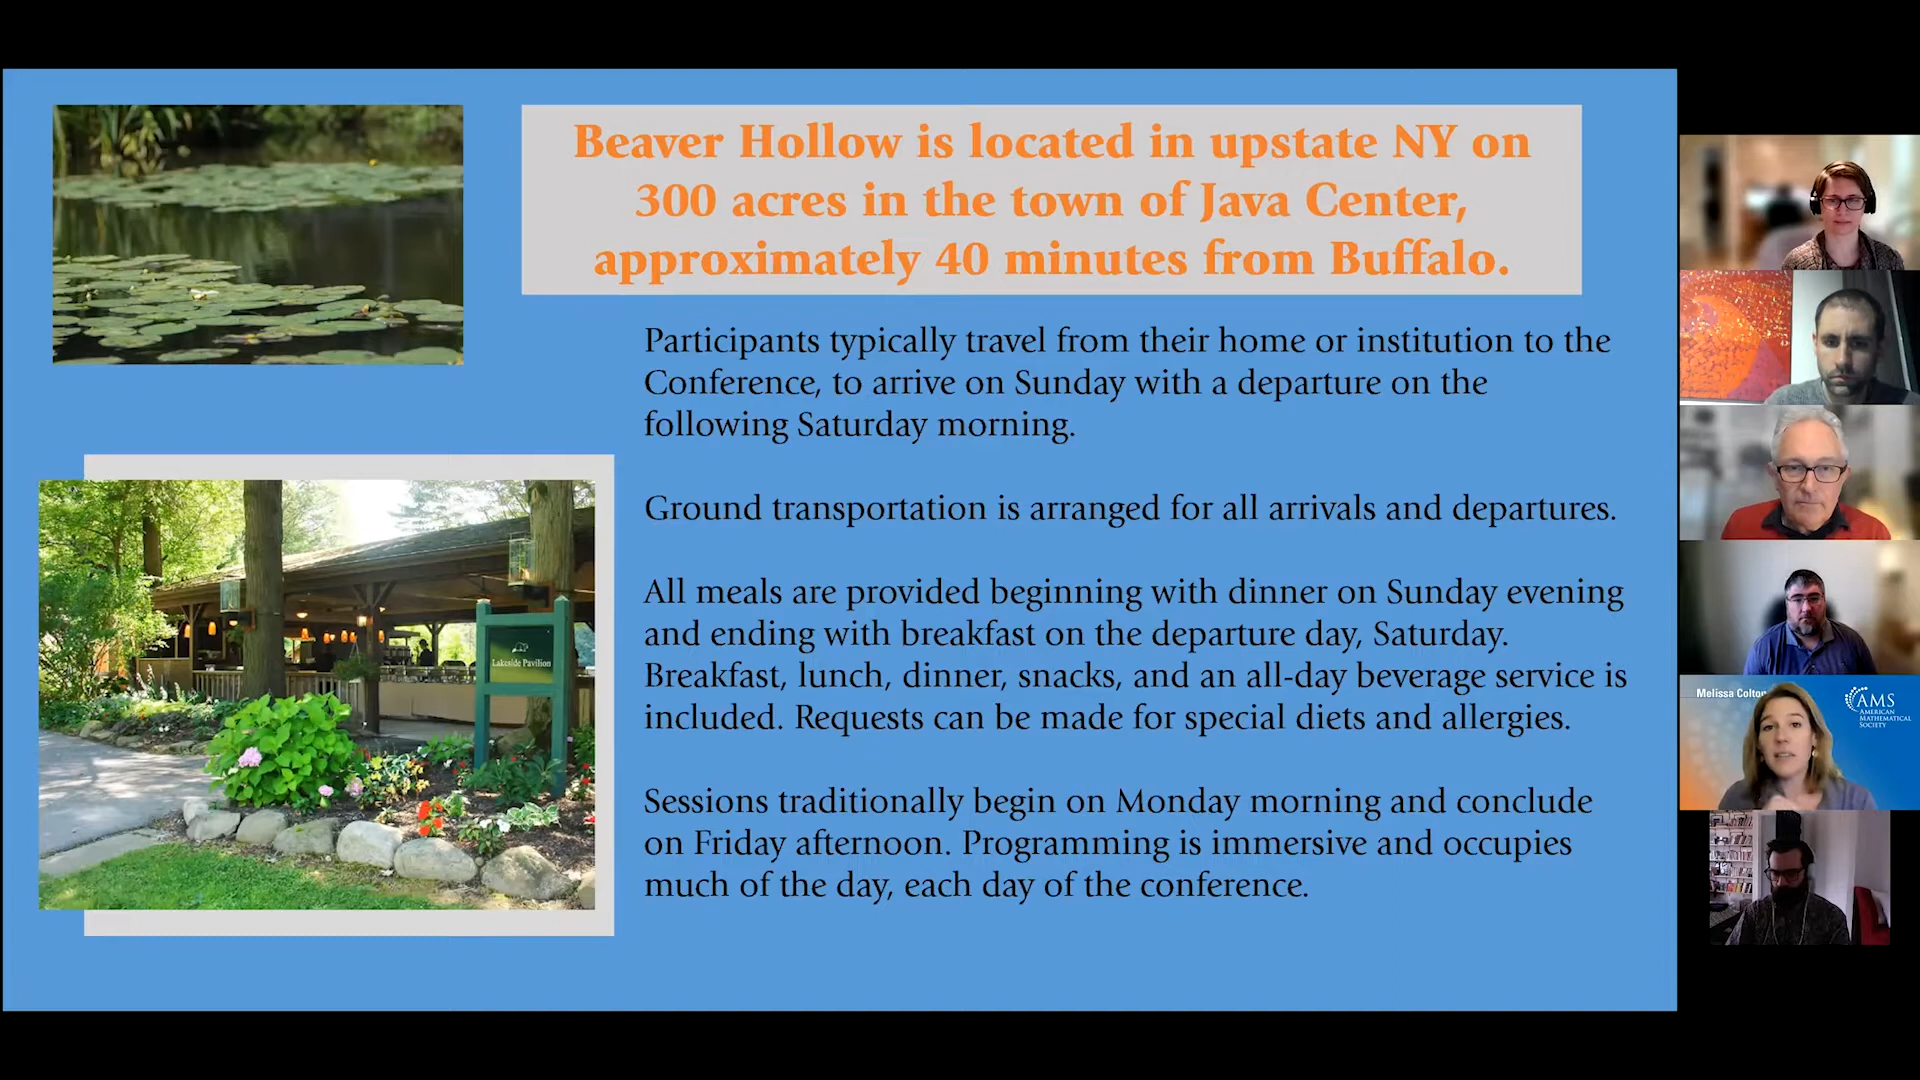 Beaver Hollow is located in upstate NY on
300 acres in the town of Java Center,
approximately 40 minutes from Buffalo.
Participants typically travel from their home or institution to the
Conference, to arrive on Sunday with a departure on the
following Saturday morning.
Ground transportation is arranged for all arrivals and departures.
All meals are provided beginning with dinner on Sunday evening
and ending with breakfast on the departure day, Saturday.
Breakfast, lunch, dinner, snacks, and an all-day beverage service is
included. Requests can be made for special diets and allergies.
Sessions traditionally begin on Monday morning and conclude
on Friday afternoon. Programming is immersive and occupies
much of the day, each day of the conference.
Lakeside Pavilion
Melissa Colton
AMS
AMERICAN
MATHEMATICAL
SOCIETY